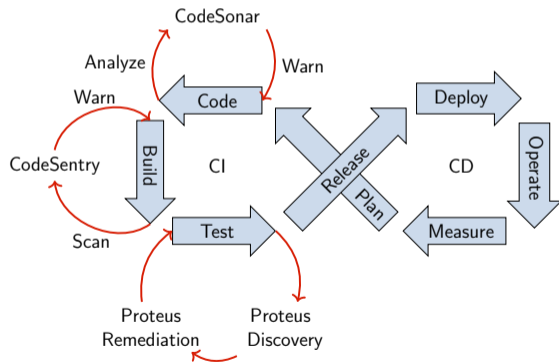 CodeSonar
Analyze
Warn
Code
Deploy
Warn
Build
CI
Release
CD
Operate
CodeSentry
Plan
Scan
Test
Measure
Proteus
Remediation
Proteus
Discovery